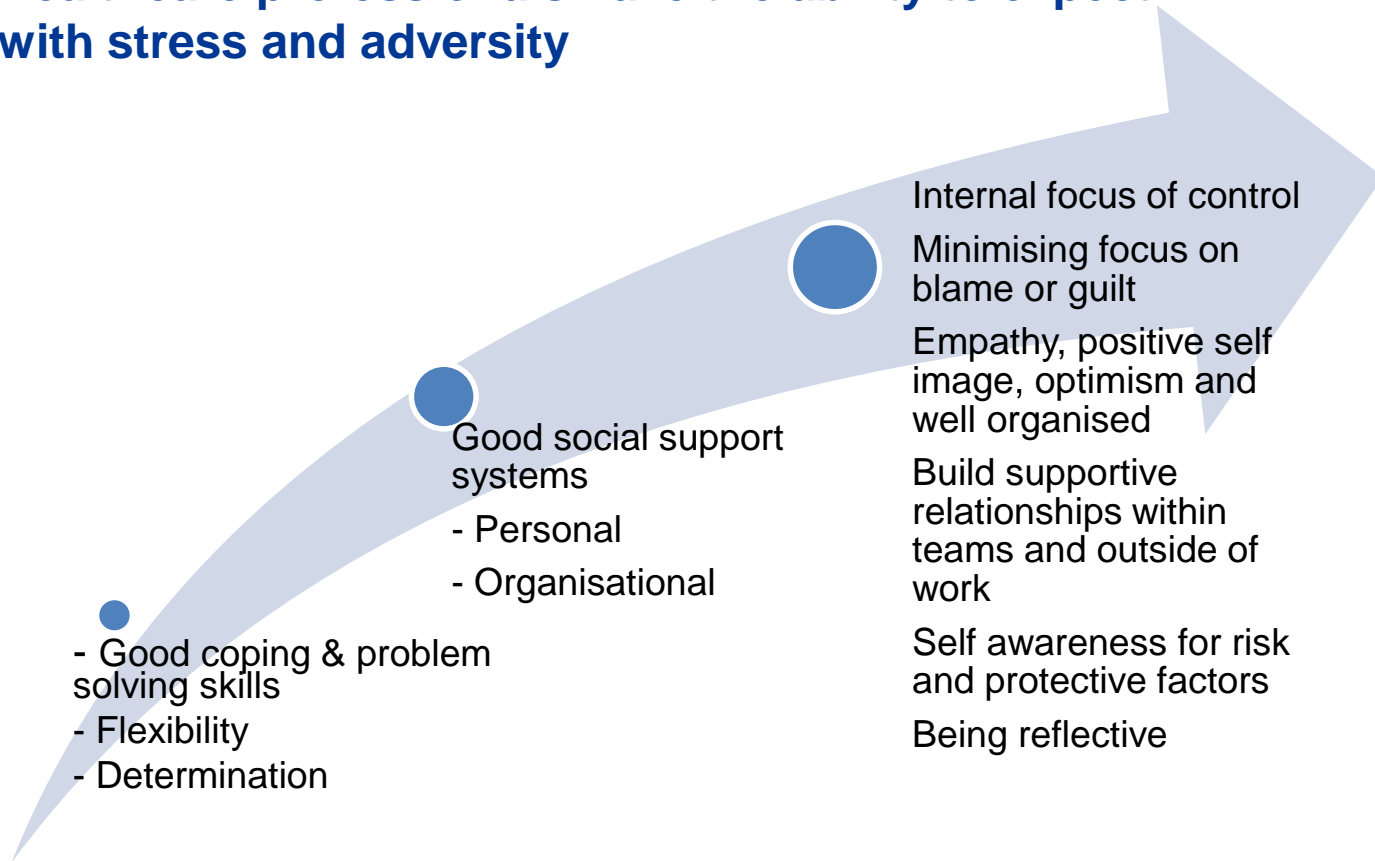 with stress and adversity
Internal focus of control
Minimising focus on
blame or guilt
Empathy, positive self
image, optimism and
well organised
Build supportive
relationships within
teams and outside of
work
Self awareness for risk
and protective factors
Being reflective
Good social support
systems
- Personal
- Organisational
- Good coping & problem
solving skills
- Flexibility
- Determination